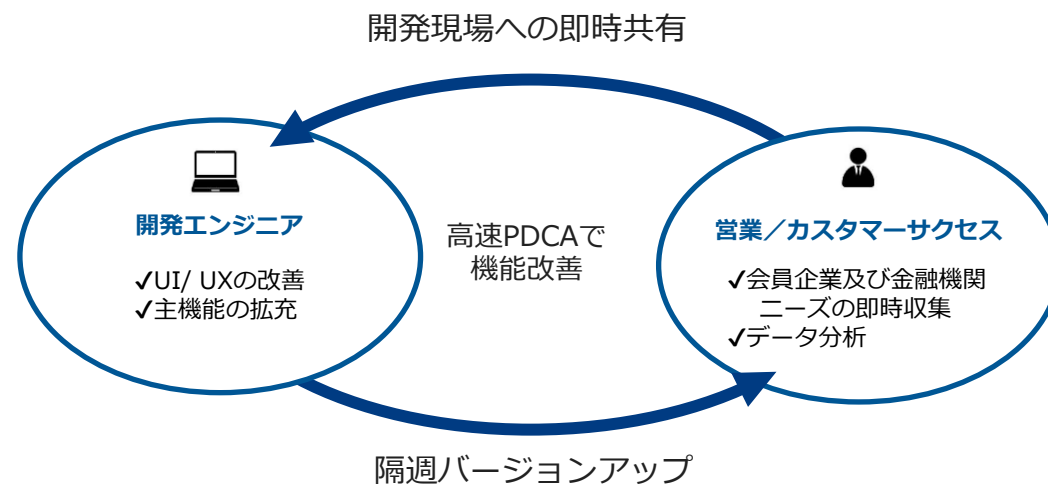 開発現場への即時共有
開発エンジニア
✓UI/ UXの改善
✓主機能の拡充
高速PDCAで
機能改善
営業／カスタマーサクセス
✓会員企業及び金融機関
ニーズの即時収集
✓データ分析
隔週バージョンアップ